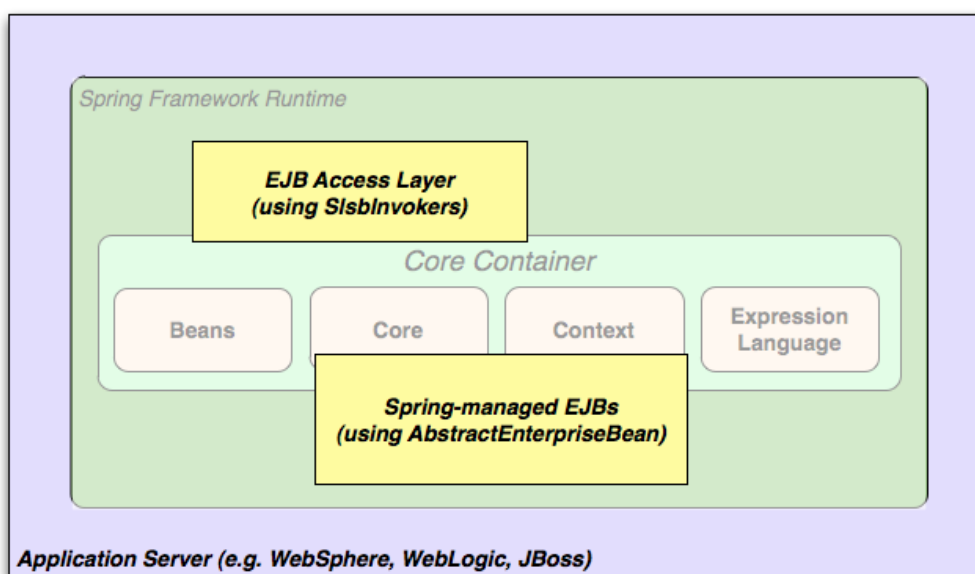 Spring Framework Runtime
EJB Access Layer
(using SlsbInvokers)
Core Container
Beans
Core
Context
Expression
Language
Spring-managed EJBs
(using AbstractEnterpriseBean)
Application Server (e.g. WebSphere, WebLogic, JBoss)